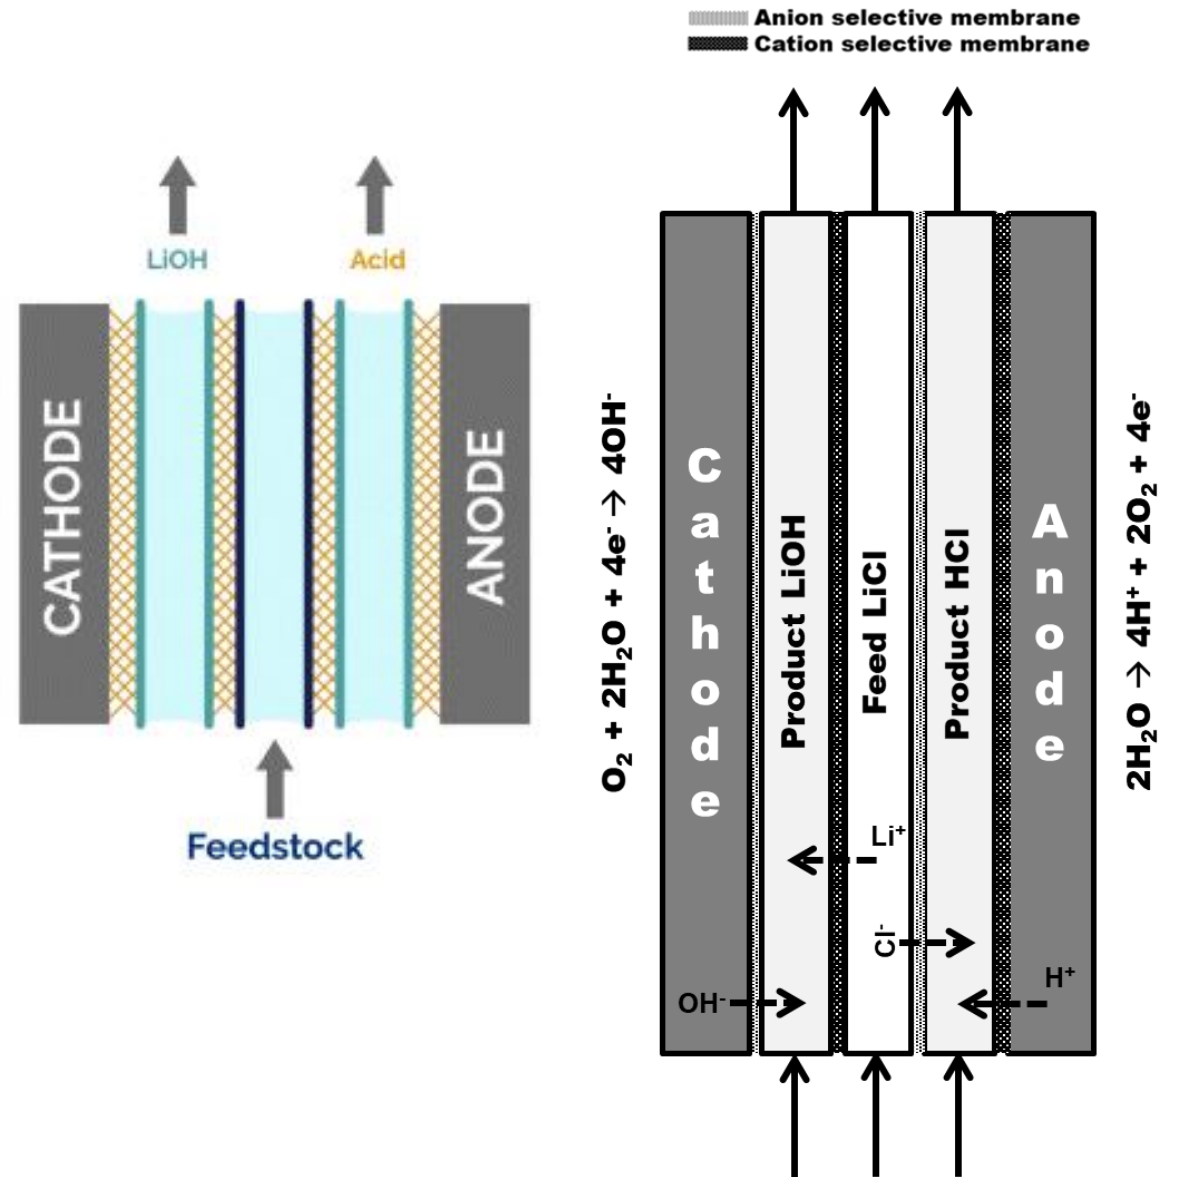 Anion selective membrane
Cation selective membrane
LiOH
Acid
CATHODE
ANODE
Feedstock
O₂ + 2H₂O + 4e⁻ → 4OH⁻
Cathode
Product LiOH
Feed LiCl
Product HCl
Anode
2H₂O → 4H⁺ + 2O₂ + 4e⁻
Li⁺
Cl⁻
OH⁻
H⁺